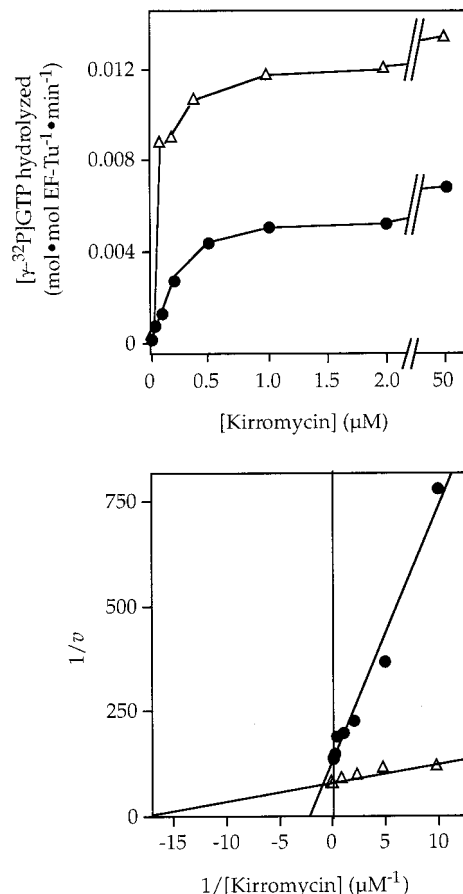 [γ-³²P]GTP hydrolyzed
(mol•mol EF-Tu⁻¹•min⁻¹)
0.012
0.008
0.004
0
0 0.5 1.0 1.5 2.0 50
[Kirromycin] (µM)
1/v
750
500
250
0
-15 -10 -5 0 5 10
1/[Kirromycin] (µM⁻¹)